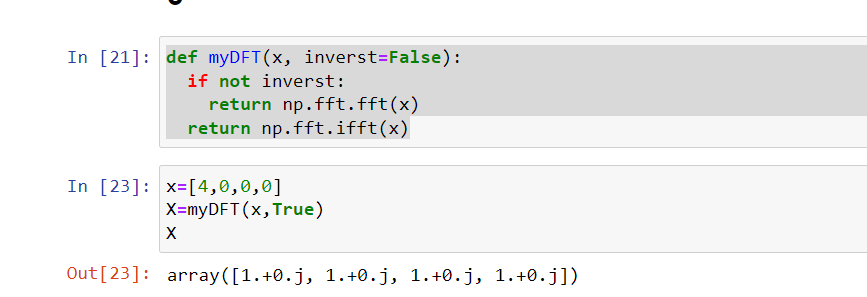 In [21]: def myDFT(x, inverst=False):
if not inverst:
return np.fft.fft(x)
return np.fft.ifft(x)
In [23]: x=[4,0,0,0]
X=myDFT(x,True)
X
Out[23]: array([1.+0.j, 1.+0.j, 1.+0.j, 1.+0.j])